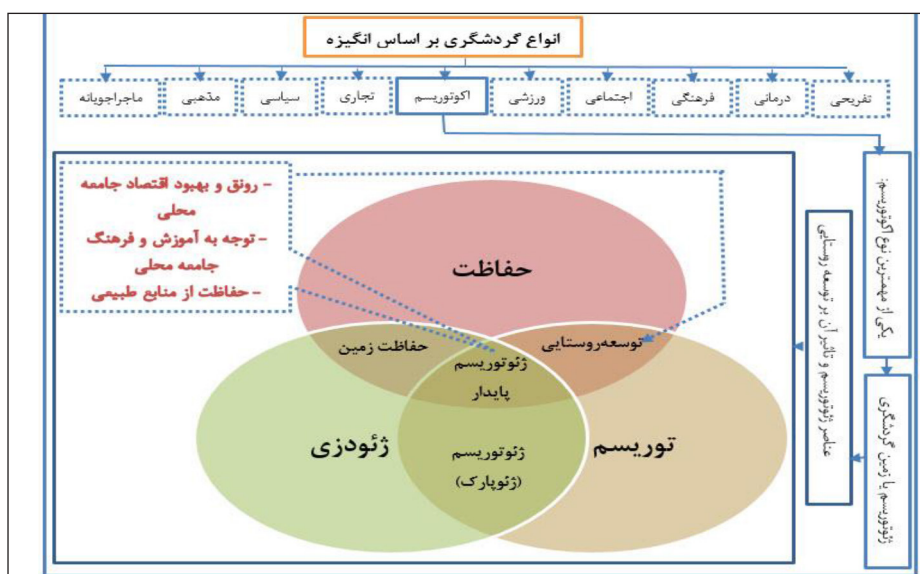 انواع گردشگری بر اساس انگیزه
تفریحی
درمانی
فرهنگی
اجتماعی
ورزشی
اکوتوریسم
تجاری
سیاسی
مذهبی
ماجراجویانه
یکی از مهمترین نوع اکوتوریسم:
ژئوتوریسم یا زمین گردشگری
عناصر ژئوتوریسم و تاثیر آن بر توسعه روستایی
- رونق و بهبود اقتصاد جامعه
محلی
- توجه به آموزش و فرهنگ
جامعه محلی
- حفاظت از منابع طبیعی
حفاظت
توسعه‌روستایی
حفاظت زمین
ژئوتوریسم
پایدار
توریسم
ژئودزی
ژئوتوریسم
(ژئوپارک)